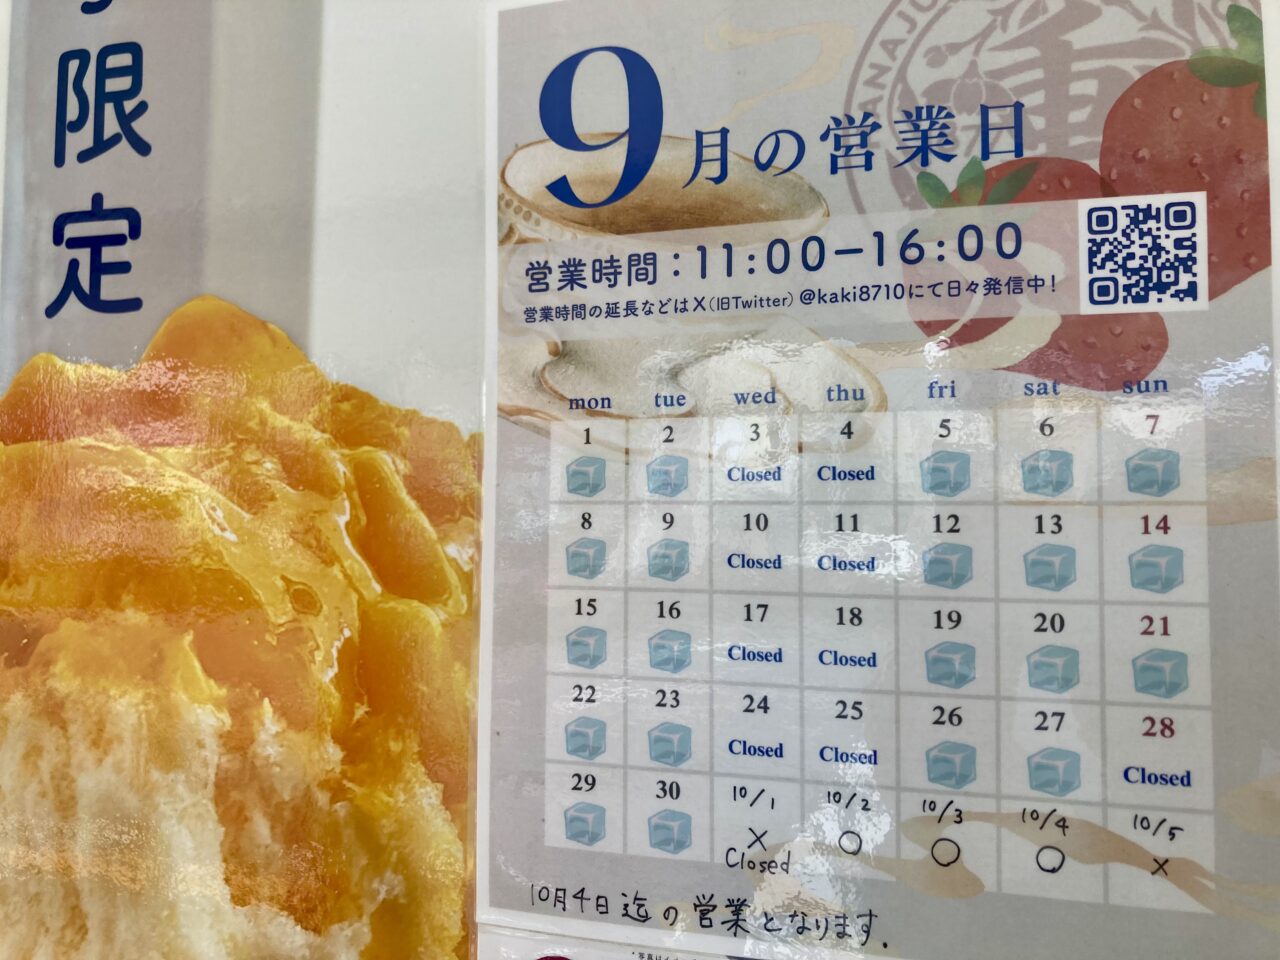 限定
9月の営業日
営業時間：11:00－16:00
営業時間の延長などはX(旧Twitter) @kaki8710にて日々発信中！
mon tue wed thu fri sat sun
1 2 3 4 5 6 7
Closed Closed
8 9 10 11 12 13 14
Closed Closed
15 16 17 18 19 20 21
Closed Closed
22 23 24 25 26 27 28
Closed Closed Closed
29 30 10/1 10/2 10/3 10/4 10/5
× ○ ○ ○ ×
Closed
10月4日迄の営業となります.